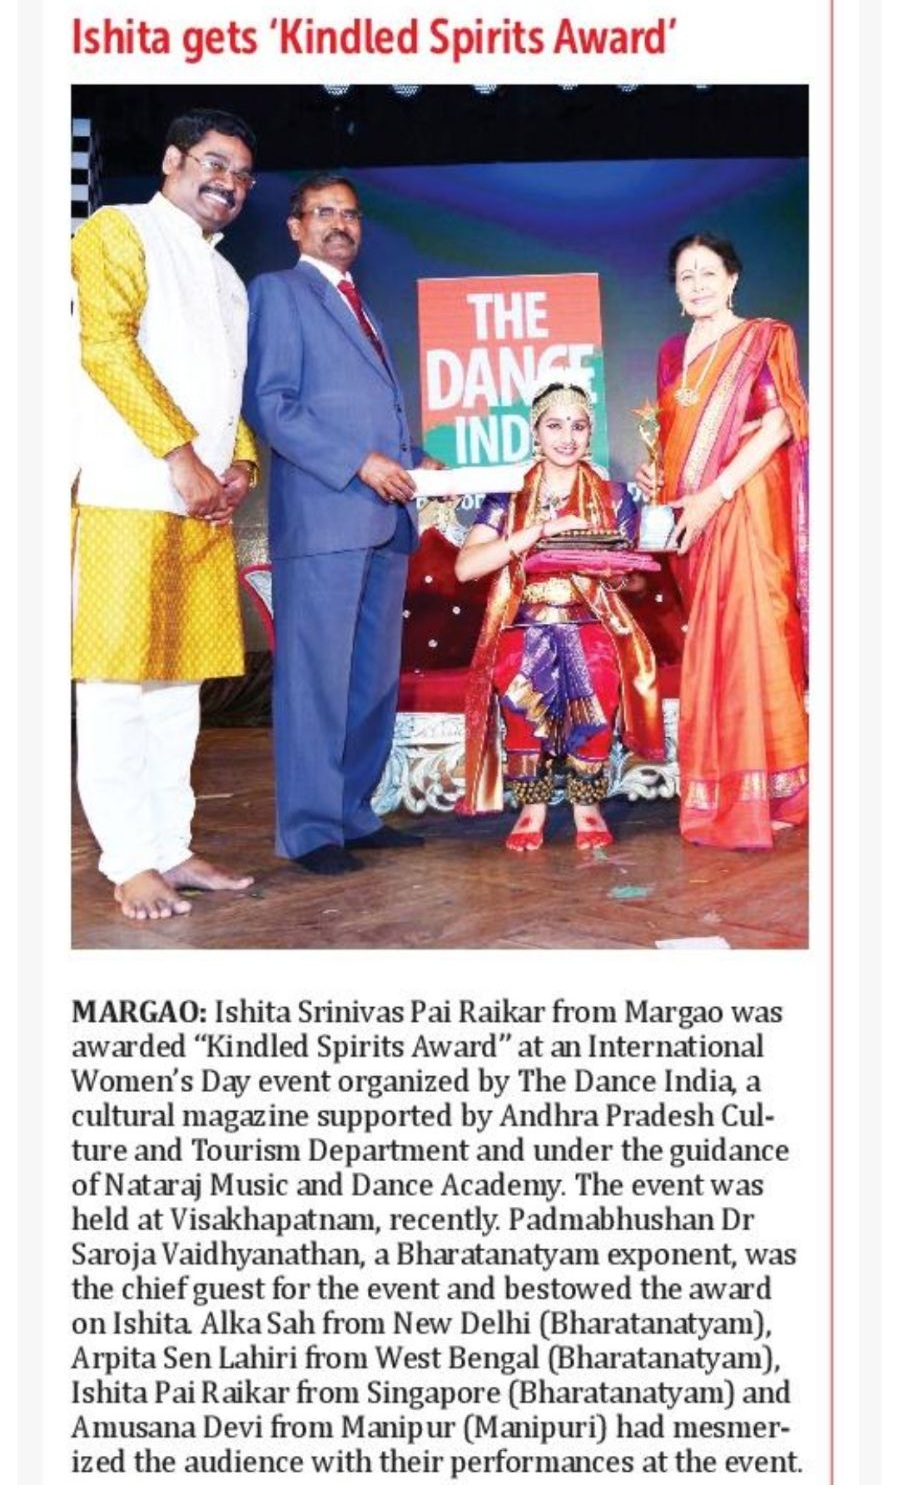 Ishita gets ‘Kindled Spirits Award’
THE
DANCE
IND
MARGAO: Ishita Srinivas Pai Raikar from Margao was
awarded “Kindled Spirits Award” at an International
Women’s Day event organized by The Dance India, a
cultural magazine supported by Andhra Pradesh Cul-
ture and Tourism Department and under the guidance
of Nataraj Music and Dance Academy. The event was
held at Visakhapatnam, recently. Padmabhushan Dr
Saroja Vaidhyanathan, a Bharatanatyam exponent, was
the chief guest for the event and bestowed the award
on Ishita. Alka Sah from New Delhi (Bharatanatyam),
Arpita Sen Lahiri from West Bengal (Bharatanatyam),
Ishita Pai Raikar from Singapore (Bharatanatyam) and
Amusana Devi from Manipur (Manipuri) had mesmer-
ized the audience with their performances at the event.